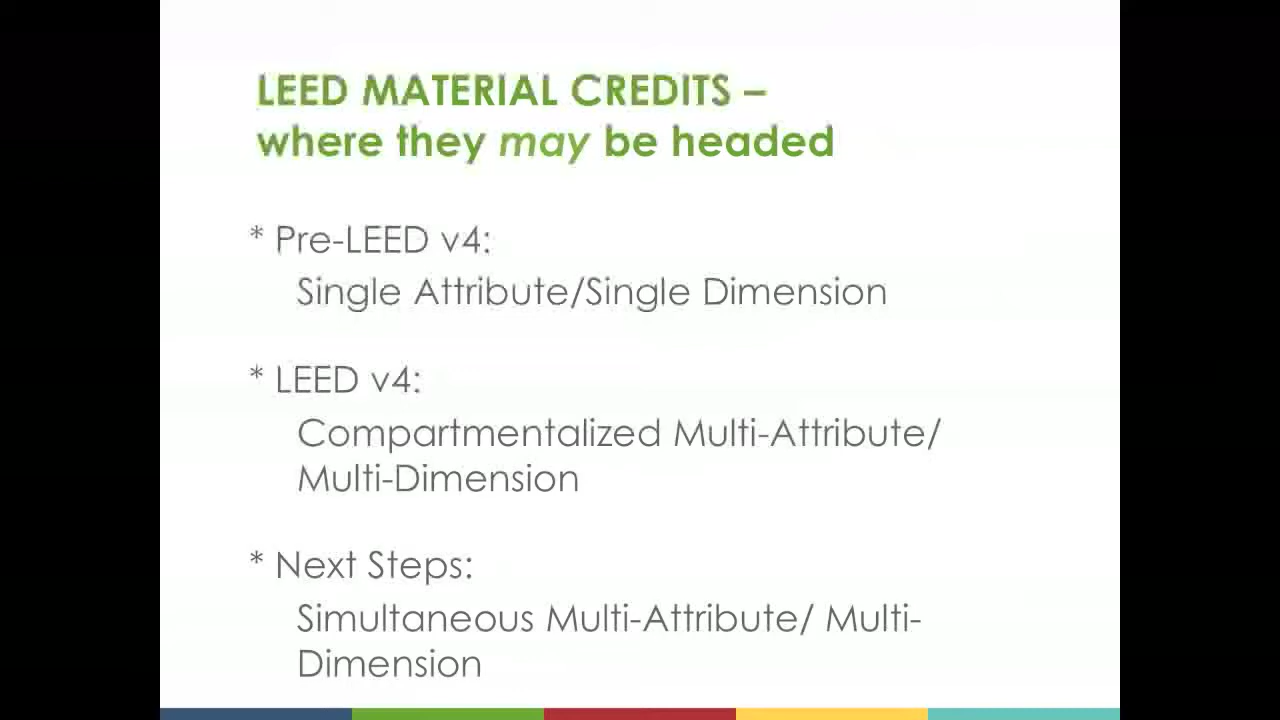 LEED MATERIAL CREDITS –
where they may be headed
* Pre-LEED v4:
Single Attribute/Single Dimension
* LEED v4:
Compartmentalized Multi-Attribute/
Multi-Dimension
* Next Steps:
Simultaneous Multi-Attribute/ Multi-
Dimension